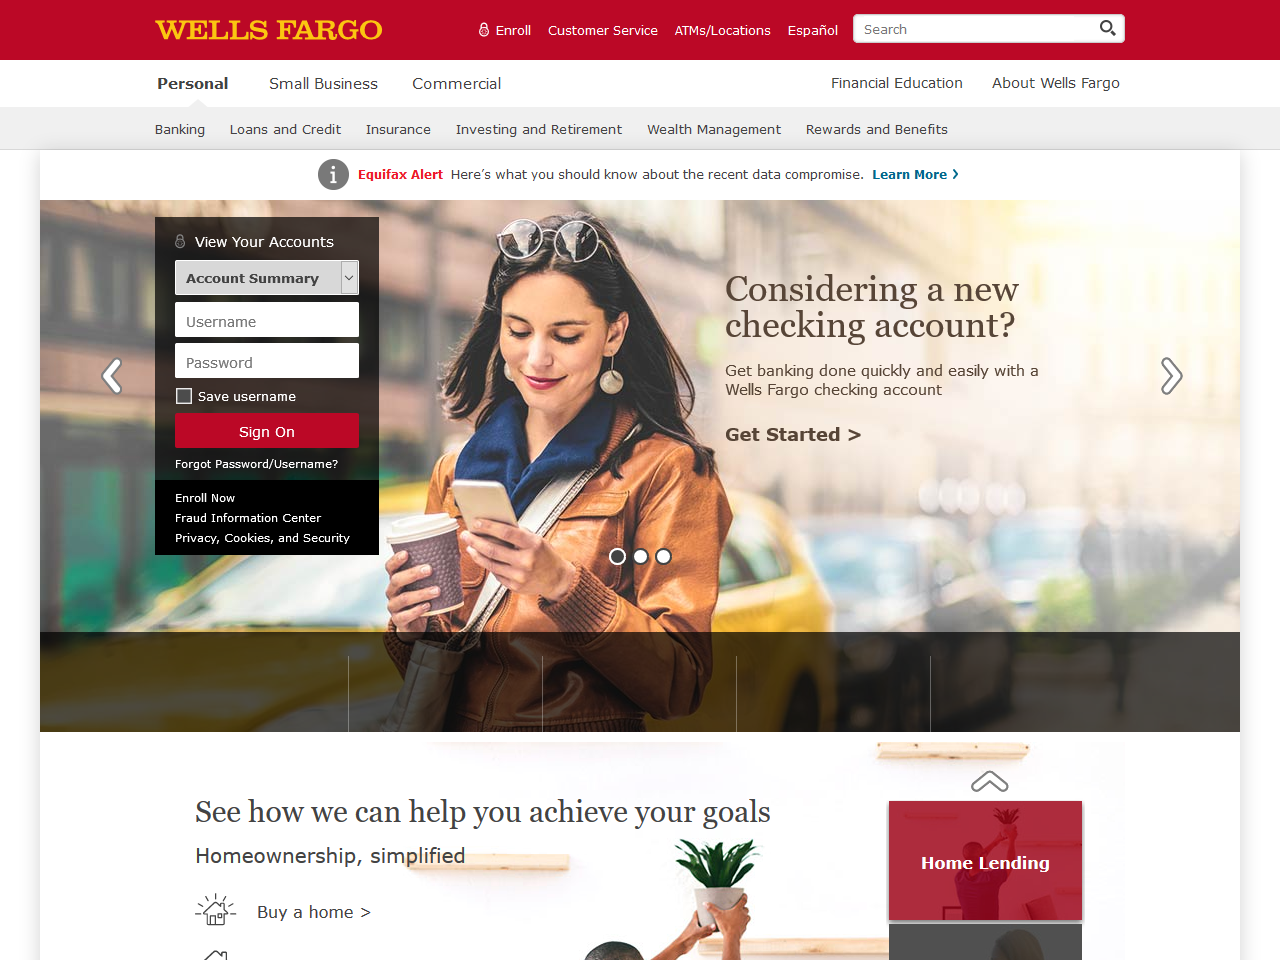 WELLS FARGO
Enroll
Customer Service
ATMs/Locations
Español
Search
Personal
Small Business
Commercial
Financial Education
About Wells Fargo
Banking
Loans and Credit
Insurance
Investing and Retirement
Wealth Management
Rewards and Benefits
Equifax Alert Here's what you should know about the recent data compromise. Learn More
View Your Accounts
Account Summary
Username
Password
Save username
Sign On
Forgot Password/Username?
Enroll Now
Fraud Information Center
Privacy, Cookies, and Security
Considering a new
checking account?
Get banking done quickly and easily with a
Wells Fargo checking account
Get Started >
See how we can help you achieve your goals
Homeownership, simplified
Buy a home >
Home Lending